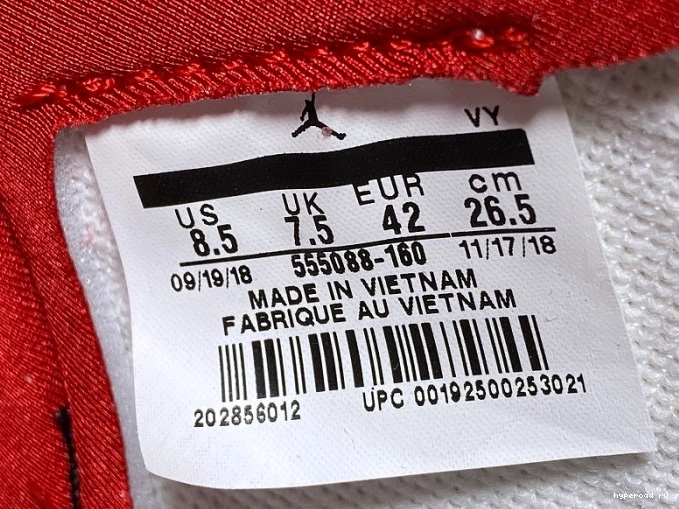 VY
US UK EUR cm
8.5 7.5 42 26.5
09/19/18 555088-160 11/17/18
MADE IN VIETNAM
FABRIQUE AU VIETNAM
202856012 UPC 00192500253021
hyperoad.ru